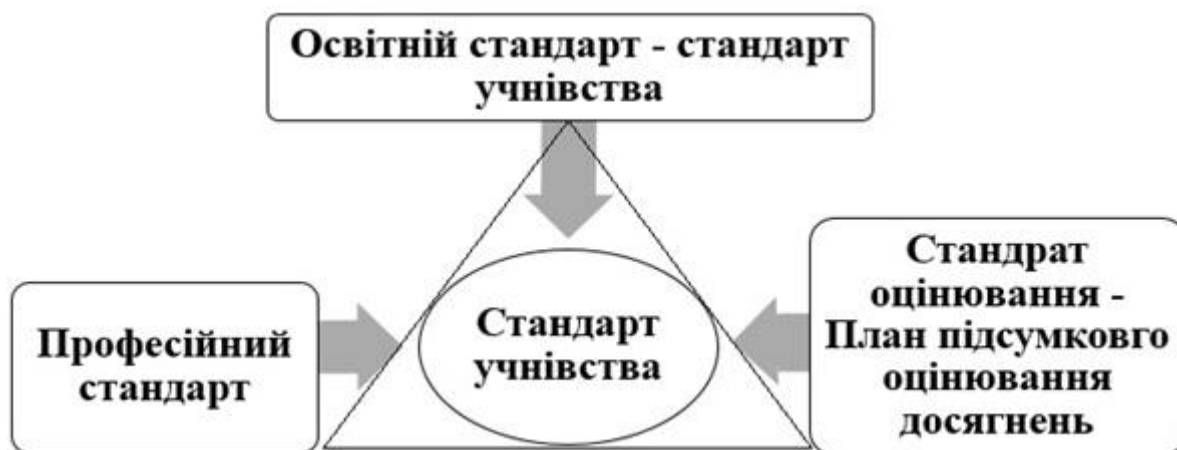 Освітній стандарт - стандарт
учнівства
Професійний
стандарт
Стандарт
учнівства
Стандрат
оцінювання -
План підсумковго
оцінювання
досягнень